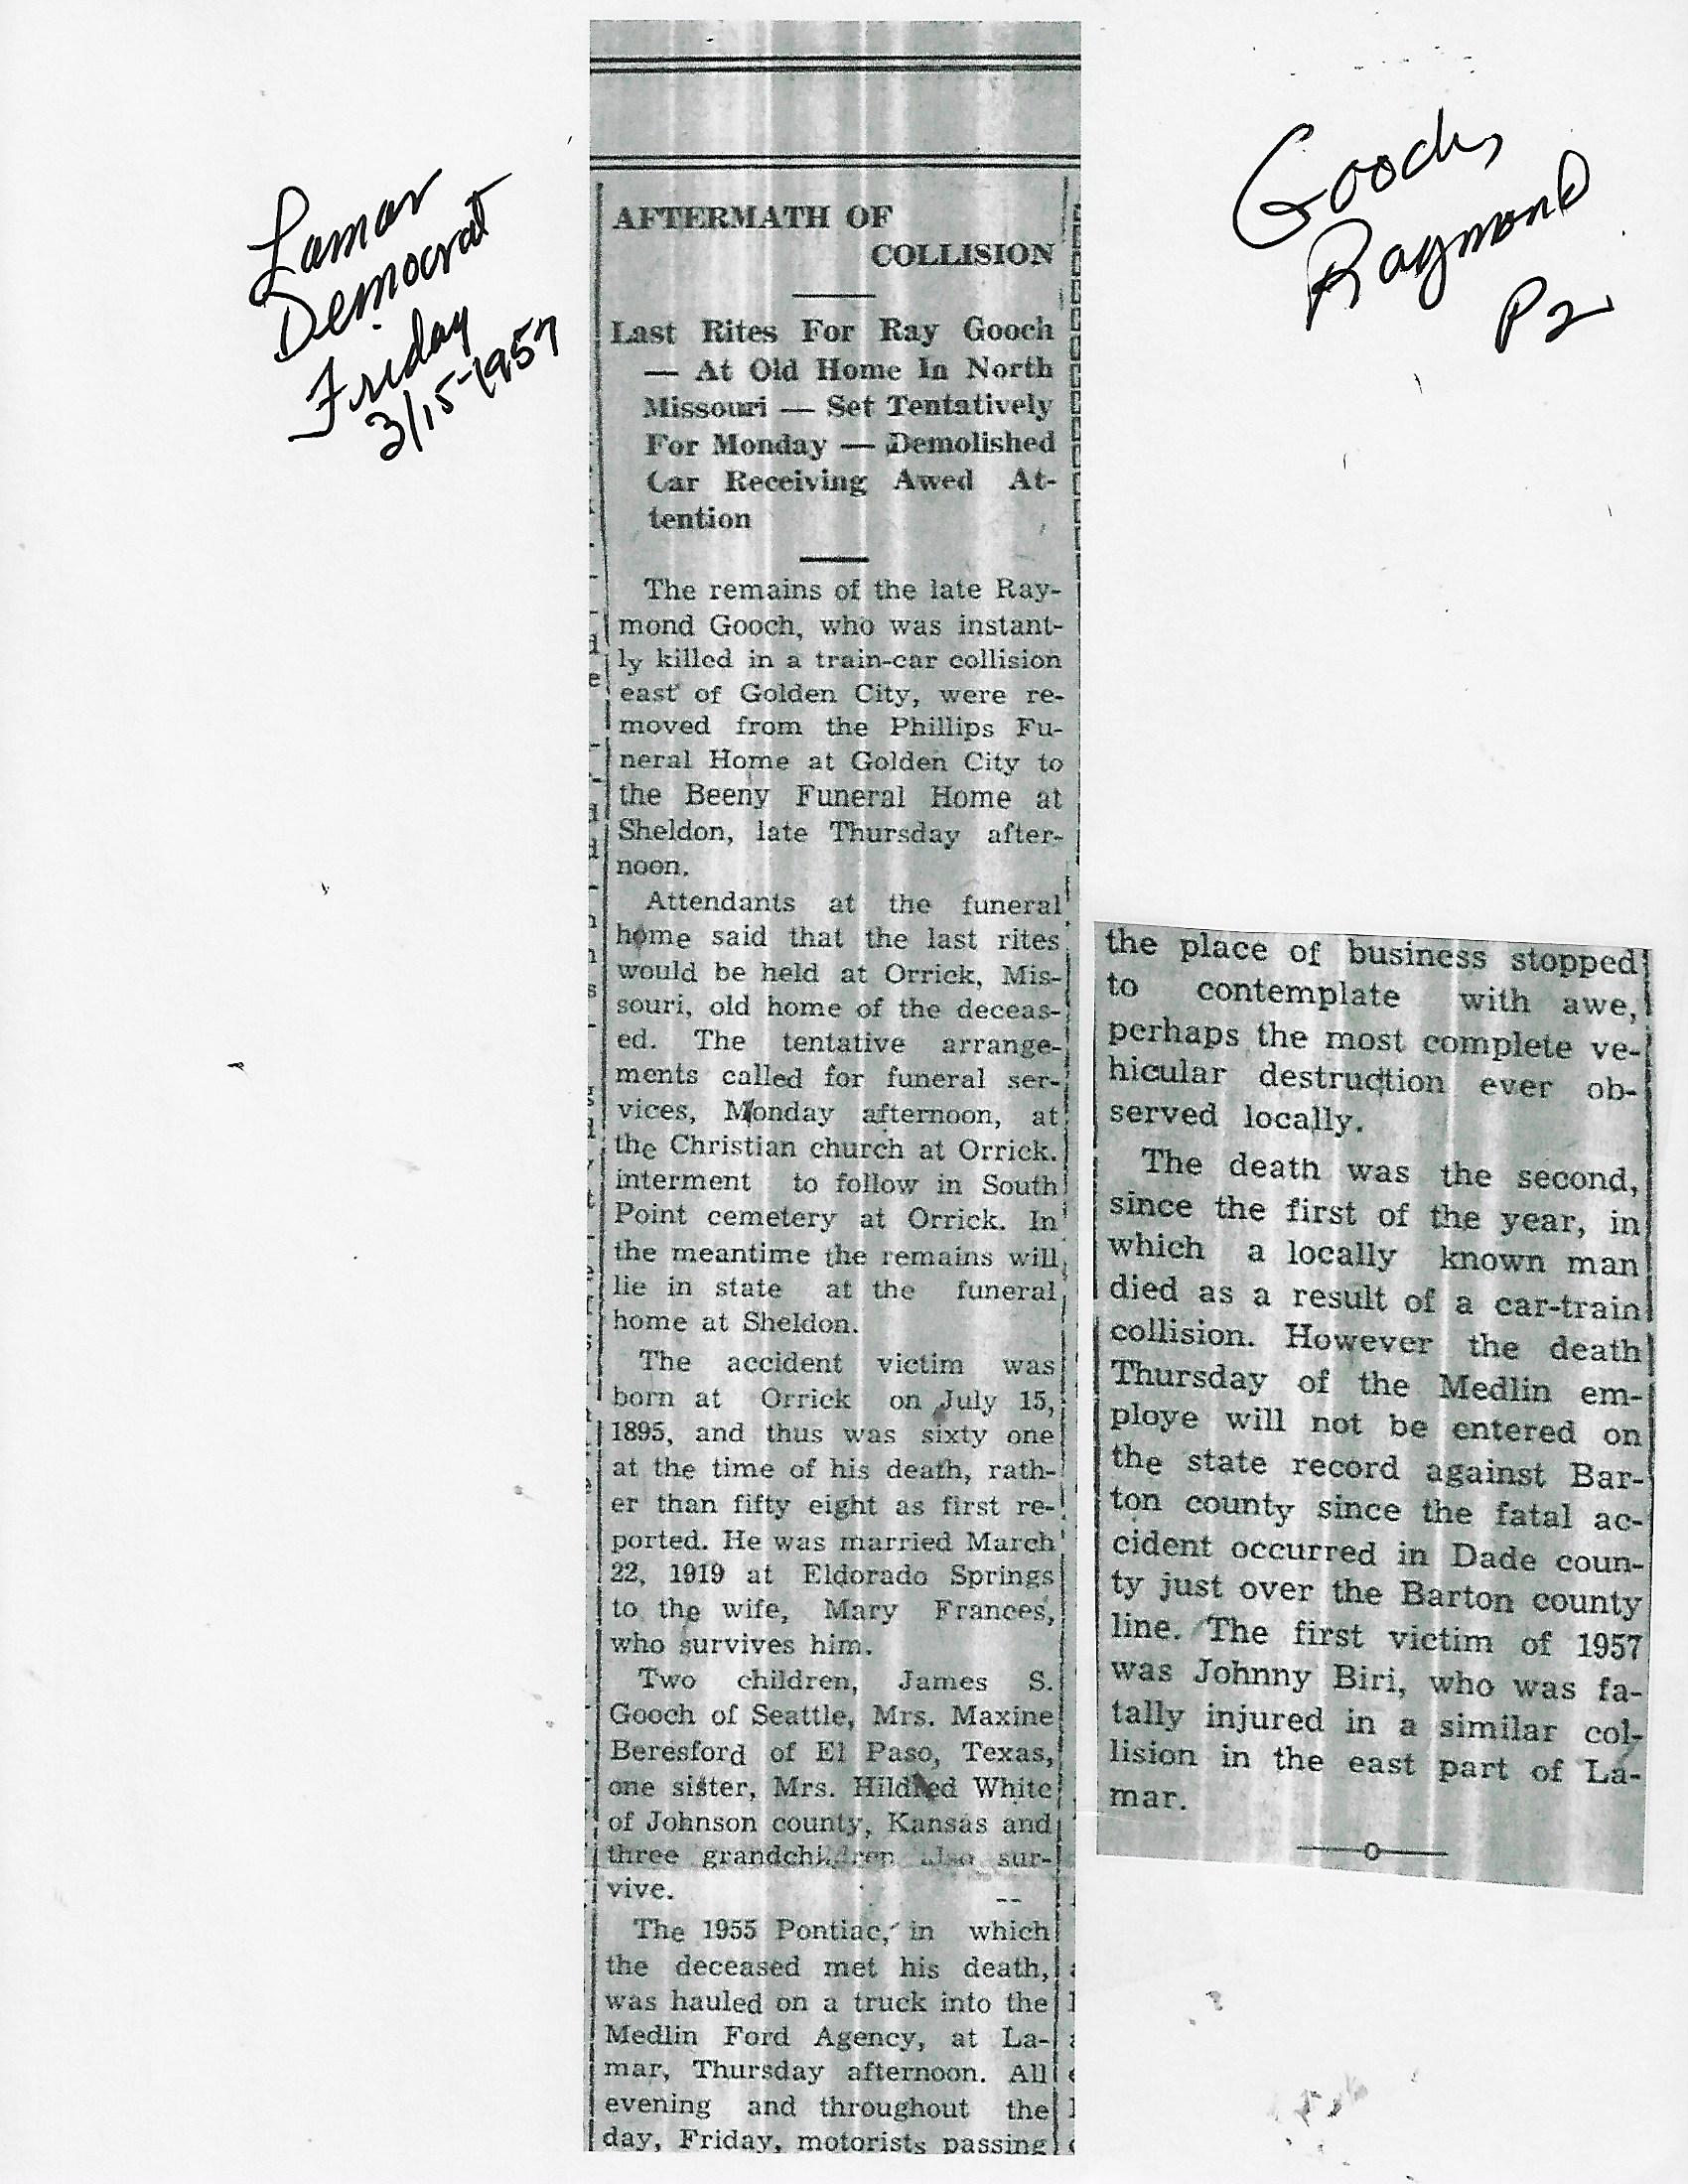 Lamar
Democrat
Friday
3/15-1957
Gooch,
Raymond
P2
AFTERMATH OF
COLLISION
Last Rites For Ray Gooch
— At Old Home In North
Missouri — Set Tentatively
For Monday — Demolished
Car Receiving Awed At-
tention
The remains of the late Ray-
mond Gooch, who was instant-
ly killed in a train-car collision
east of Golden City, were re-
moved from the Phillips Fu-
neral Home at Golden City to
the Beeny Funeral Home at
Sheldon, late Thursday after-
noon.
Attendants at the funeral
home said that the last rites
would be held at Orrick, Mis-
souri, old home of the deceas-
ed. The tentative arrange-
ments called for funeral ser-
vices, Monday afternoon, at
the Christian church at Orrick.
interment to follow in South
Point cemetery at Orrick. In
the meantime the remains will
lie in state at the funeral
home at Sheldon.
The accident victim was
born at Orrick on July 15,
1895, and thus was sixty one
at the time of his death, rath-
er than fifty eight as first re-
ported. He was married March
22, 1919 at Eldorado Springs
to the wife, Mary Frances,
who survives him.
Two children, James S.
Gooch of Seattle, Mrs. Maxine
Beresford of El Paso, Texas,
one sister, Mrs. Hildred White
of Johnson county, Kansas and
three grandchildren also sur-
vive.
The 1955 Pontiac, in which
the deceased met his death,
was hauled on a truck into the
Medlin Ford Agency, at La-
mar, Thursday afternoon. All
evening and throughout the
day, Friday, motorists passing
the place of business stopped
to contemplate with awe,
perhaps the most complete ve-
hicular destruction ever ob-
served locally.
The death was the second,
since the first of the year, in
which a locally known man
died as a result of a car-train
collision. However the death
Thursday of the Medlin em-
ploye will not be entered on
the state record against Bar-
ton county since the fatal ac-
cident occurred in Dade coun-
ty just over the Barton county
line. The first victim of 1957
was Johnny Biri, who was fa-
tally injured in a similar col-
lision in the east part of La-
mar.